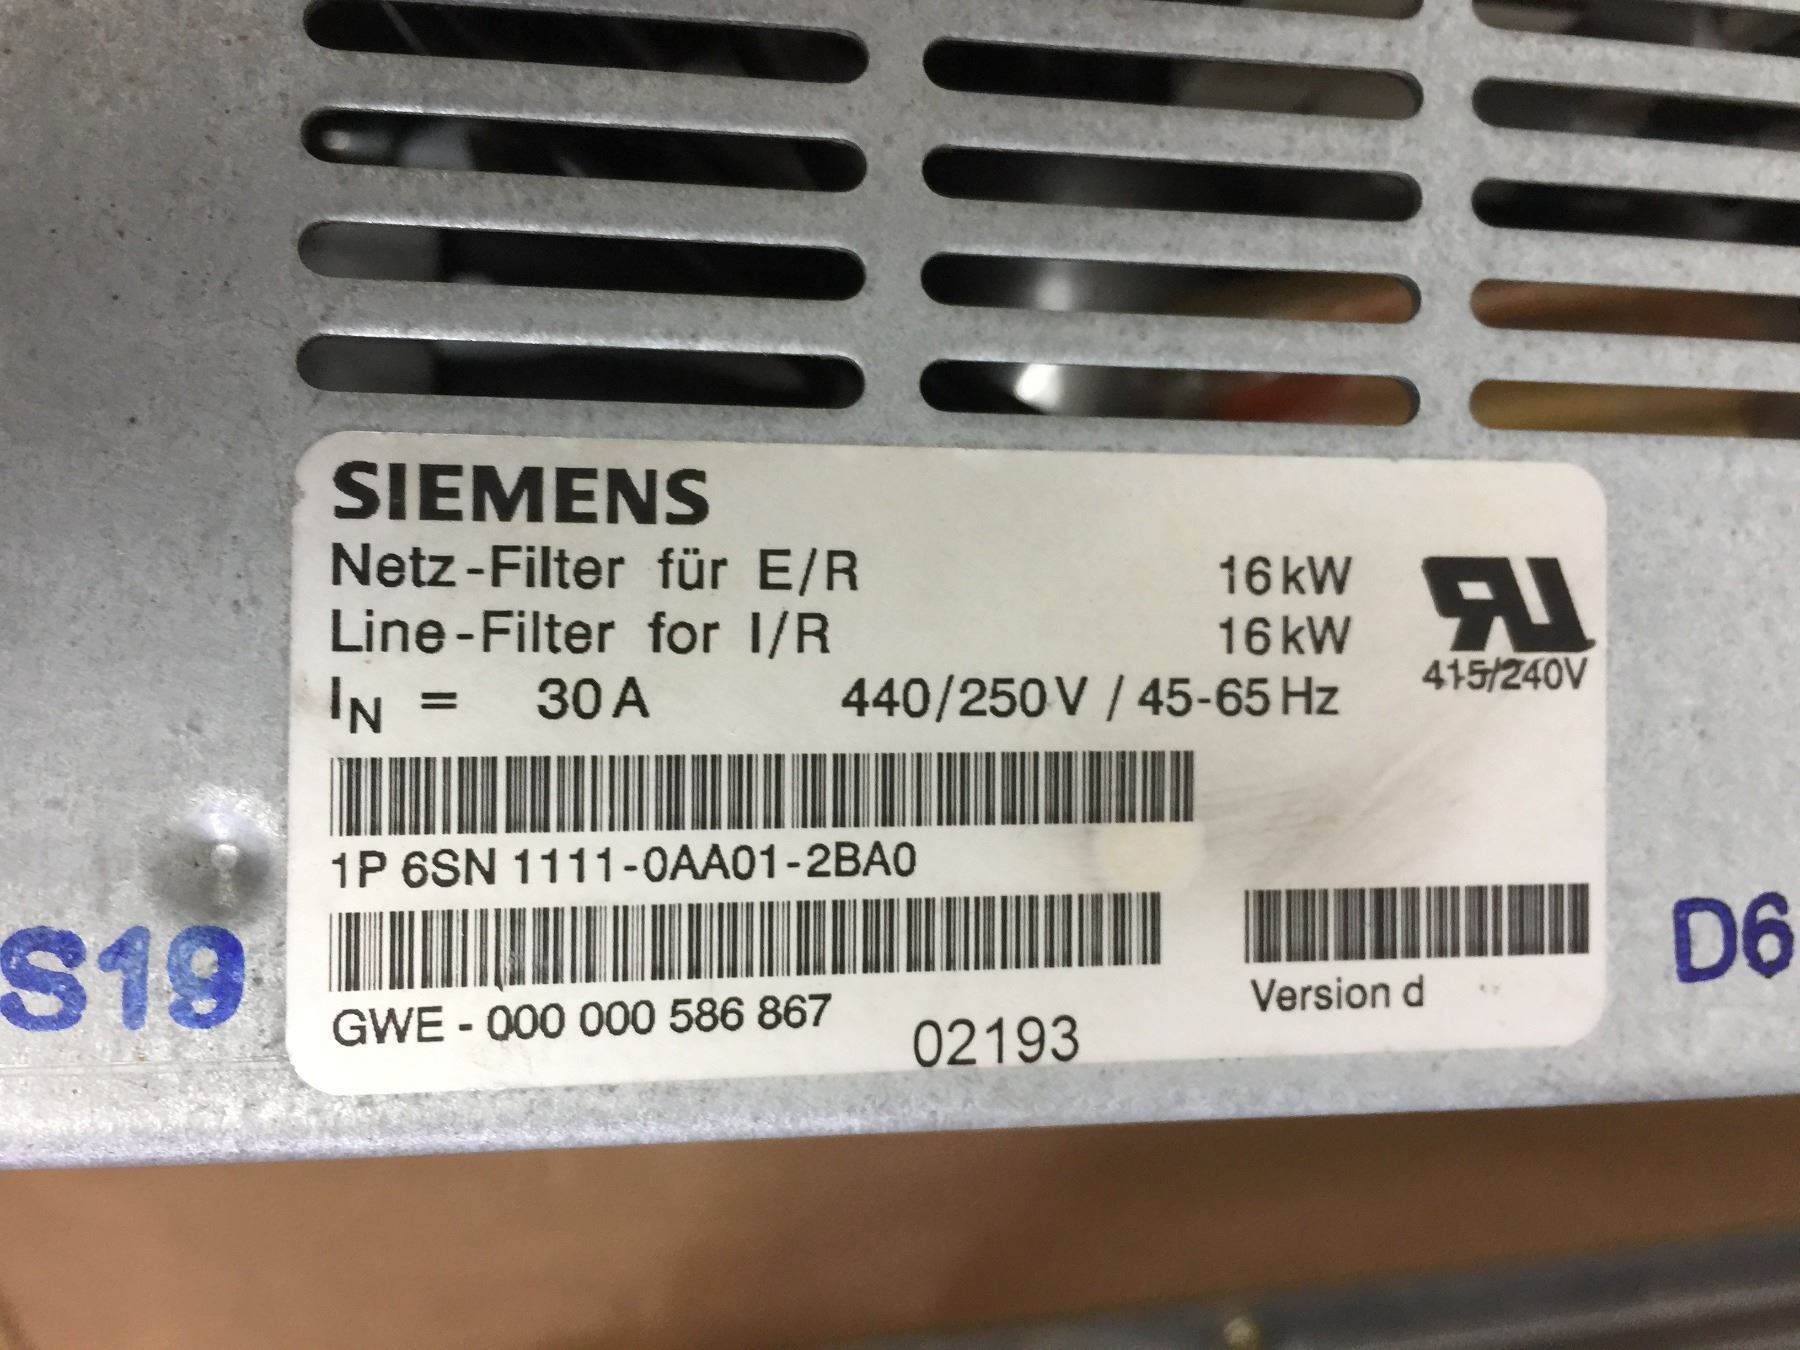 SIEMENS
Netz-Filter für E/R 16kW
Line-Filter for I/R 16kW
RU
415/240V
IN = 30A 440/250V / 45-65Hz
1P 6SN 1111-0AA01-2BA0
GWE - 000 000 586 867
02193
Version d
S19
D6